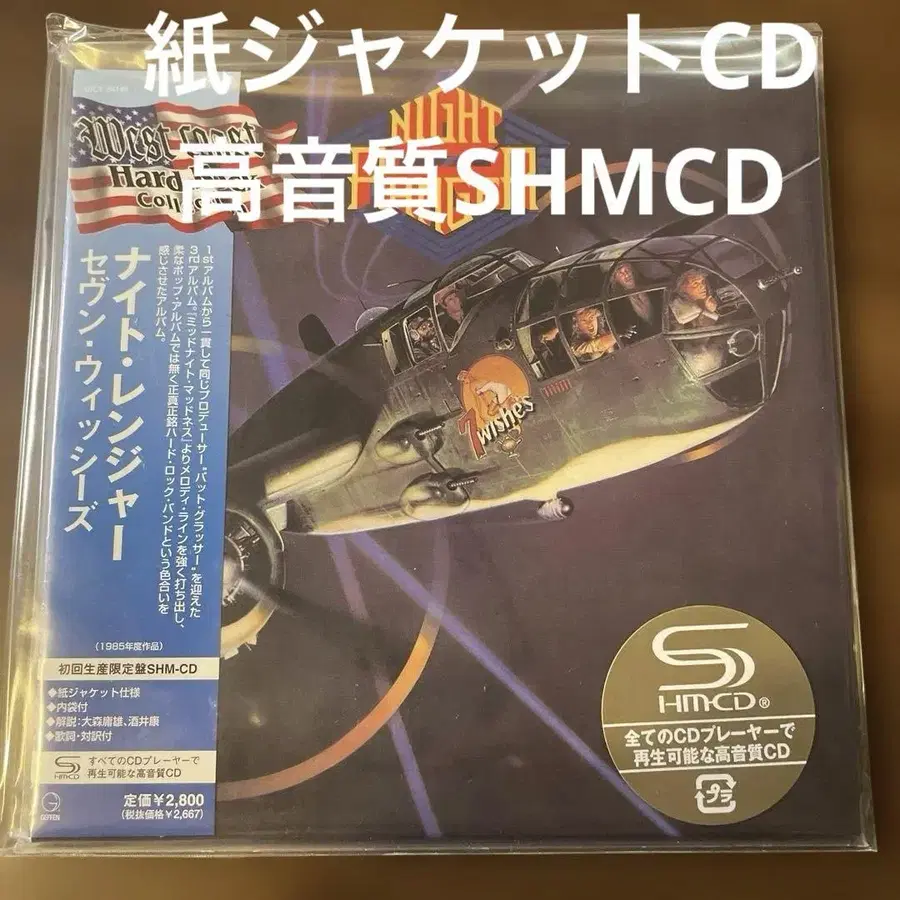 紙ジャケットCD
高音質SHMCD
West Coast
Hard Rock
Collection
NIGHT
ナイト・レンジャー
セヴン・ウィッシーズ
1stアルバムから一貫して同じプロデューサー“パット・グラッサー”を迎えた
3rdアルバム。『ミッドナイト・マッドネス』よりメロディ・ラインを強く打ち出し、
柔なポップ・アルバムでは無く正真正銘ハード・ロック・バンドという色合いを
感じさせたアルバム。
7
wishes
(1985年度作品)
初回生産限定盤SHM-CD
◆紙ジャケット仕様
◆内袋付
◆解説:大森庸雄、酒井康
◆歌詞・対訳付
SHM-CD
すべてのCDプレーヤーで
再生可能な高音質CD
G
GEFFEN
定価¥2,800
(税抜価格¥2,667)
SHM-CD®
全てのCDプレーヤーで
再生可能な高音質CD
プラ